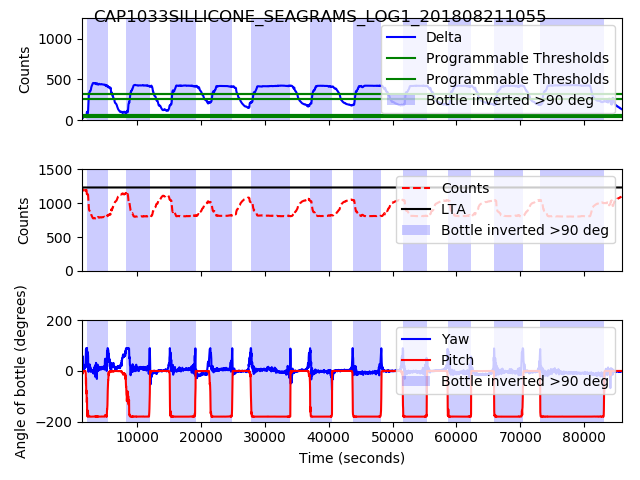 CAP1033SILLICONE_SEAGRAMS_LOG1_201808211055
Counts
1000
500
0
Delta
Programmable Thresholds
Programmable Thresholds
Bottle inverted >90 deg
Counts
1500
1000
500
0
Counts
LTA
Bottle inverted >90 deg
Angle of bottle (degrees)
200
0
−200
Yaw
Pitch
Bottle inverted >90 deg
10000 20000 30000 40000 50000 60000 70000 80000
Time (seconds)